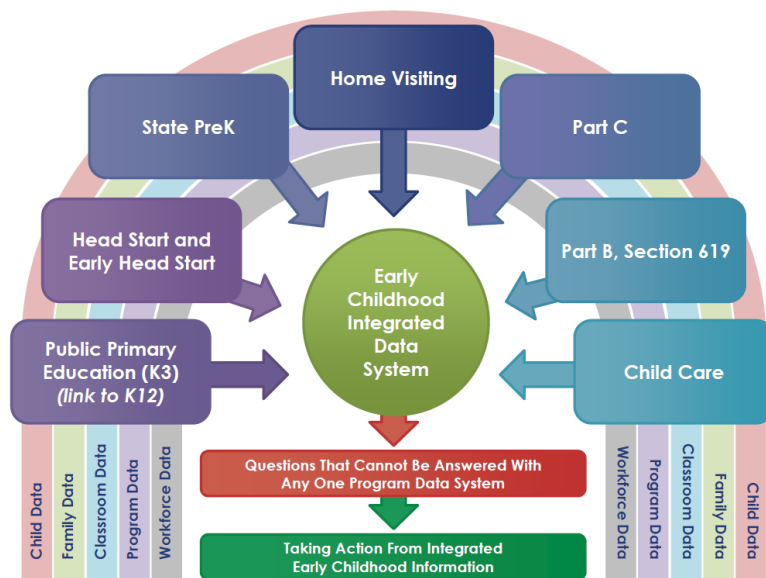 Home Visiting
State PreK
Part C
Head Start and
Early Head Start
Part B, Section 619
Early
Childhood
Integrated
Data
System
Public Primary
Education (K3)
(link to K12)
Child Care
Questions That Cannot Be Answered With
Any One Program Data System
Taking Action From Integrated
Early Childhood Information
Child Data
Family Data
Classroom Data
Program Data
Workforce Data
Workforce Data
Program Data
Classroom Data
Family Data
Child Data